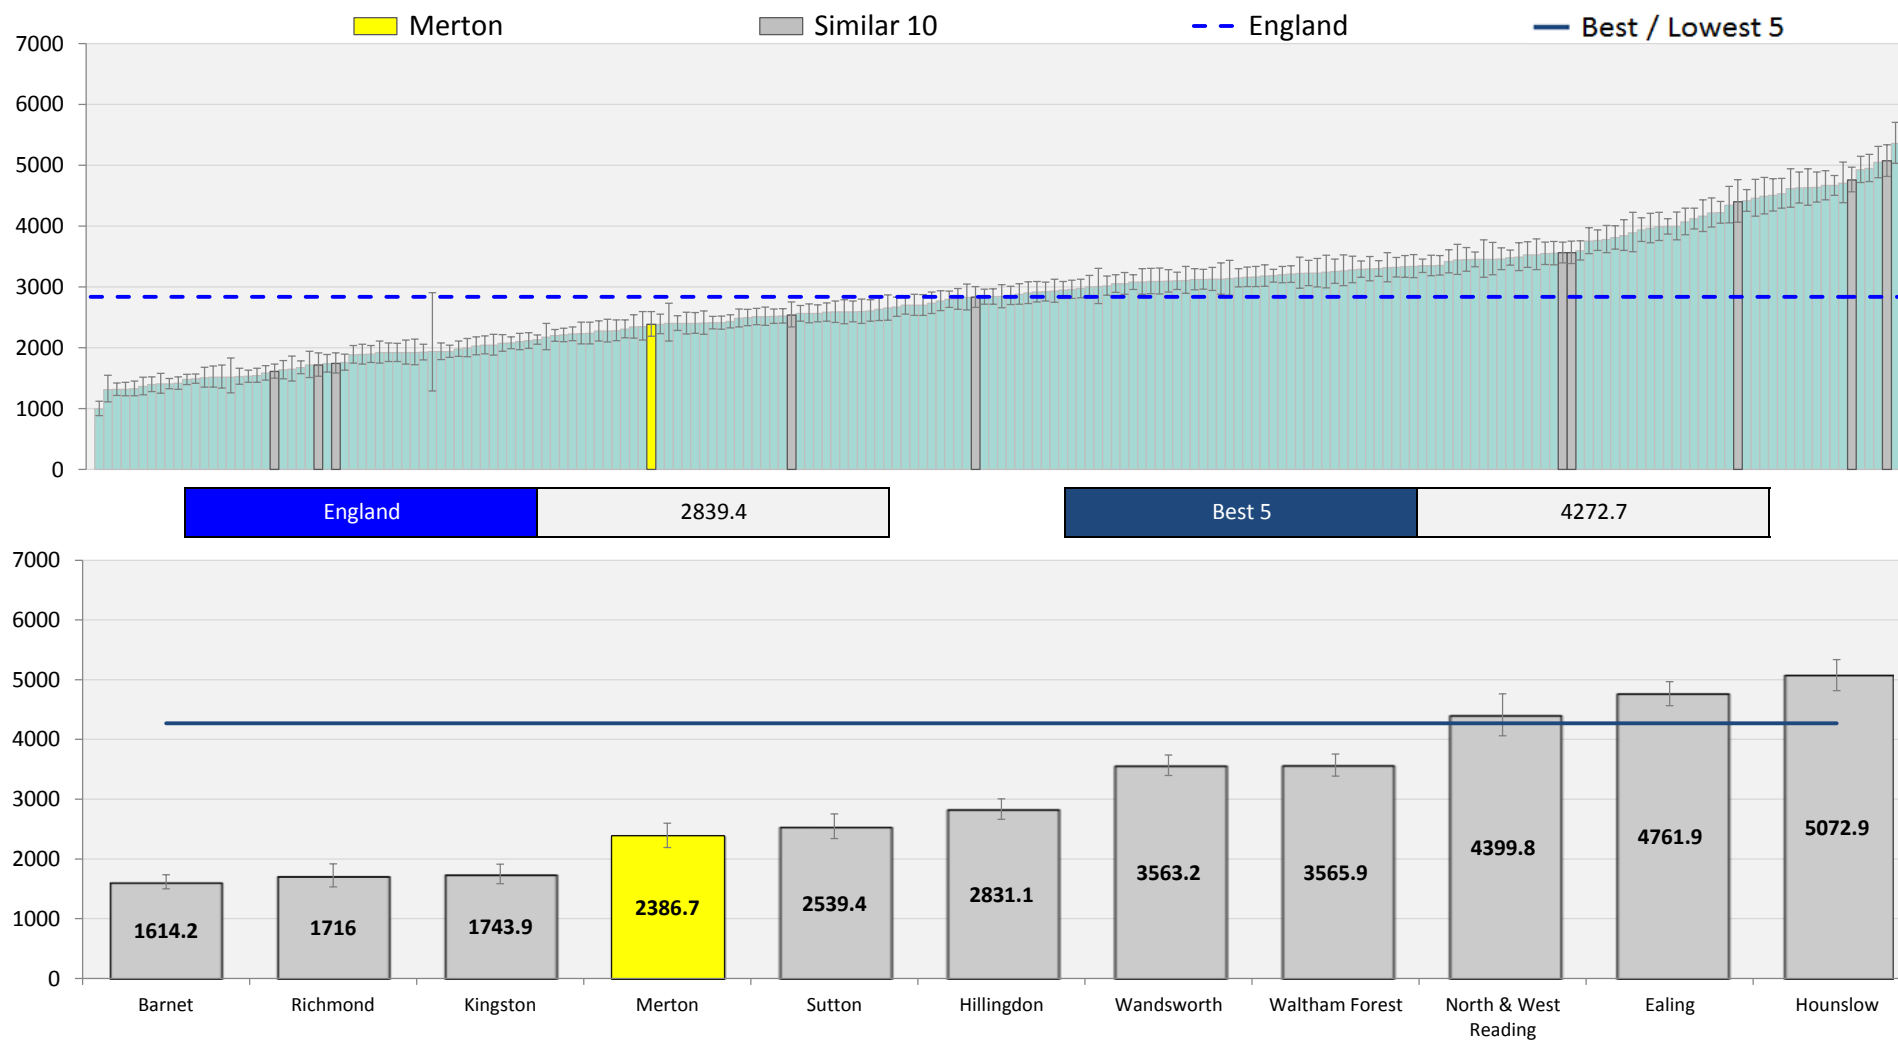 Merton
Similar 10
England
Best / Lowest 5
7000
6000
5000
4000
3000
2000
1000
0
England
2839.4
Best 5
4272.7
7000
6000
5000
4000
3000
2000
1000
0
1614.2
1716
1743.9
2386.7
2539.4
2831.1
3563.2
3565.9
4399.8
4761.9
5072.9
Barnet
Richmond
Kingston
Merton
Sutton
Hillingdon
Wandsworth
Waltham Forest
North & West
Reading
Ealing
Hounslow